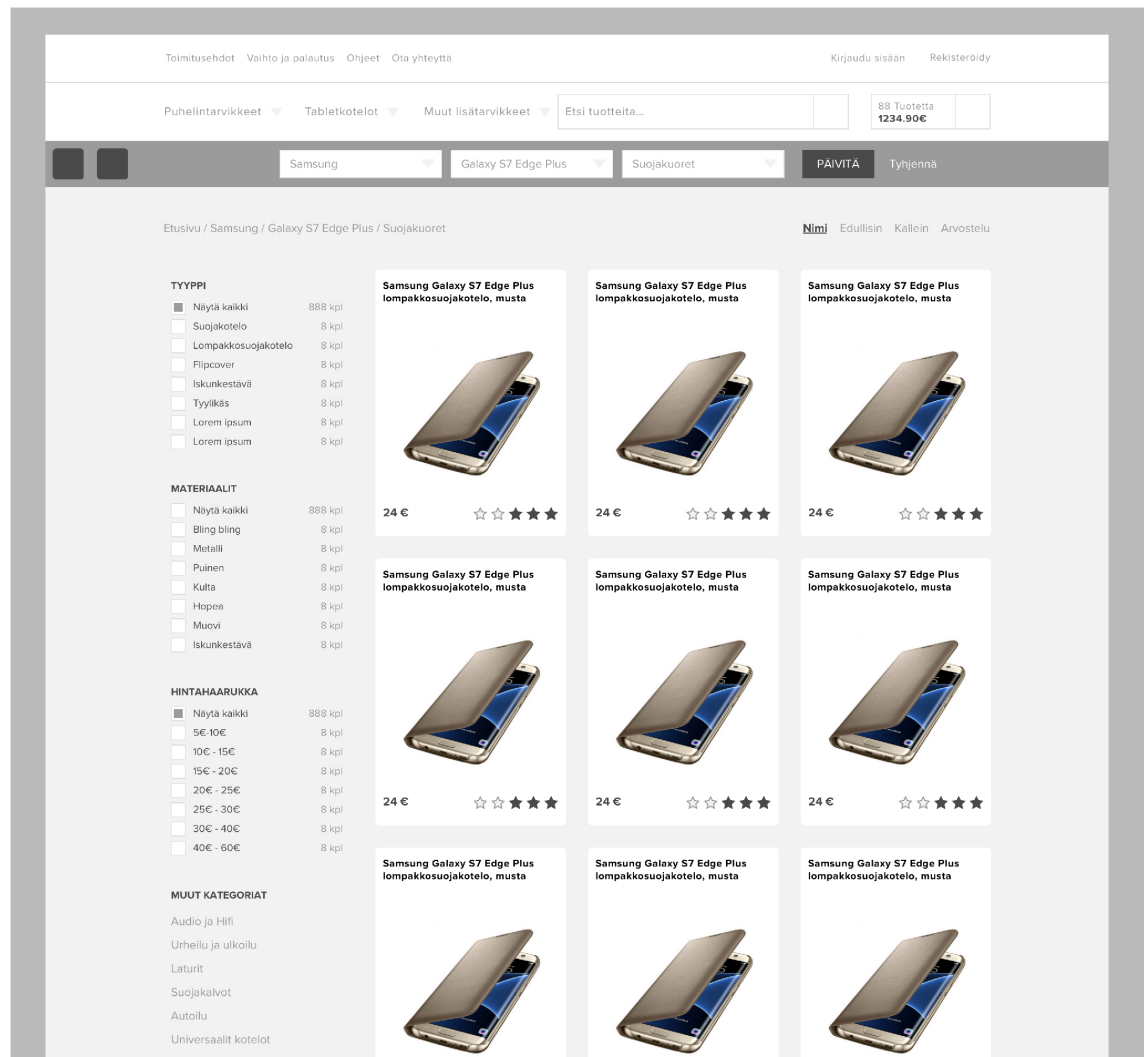 Toimitusehdot Vaihto ja palautus Ohjeet Ota yhteyttä Kirjaudu sisään Rekisteröidy
Puhelintarvikkeet Tabletkotelot Muut lisätarvikkeet Etsi tuotteita... 88 Tuotetta
1234.90€
Samsung Galaxy S7 Edge Plus Suojakuoret PÄIVITÄ Tyhjennä
Etusivu / Samsung / Galaxy S7 Edge Plus / Suojakuoret Nimi Edullisin Kallein Arvostelu
TYYPPI
Näytä kaikki 888 kpl
Suojakotelo 8 kpl
Lompakkosuojakotelo 8 kpl
Flipcover 8 kpl
Iskunkestävä 8 kpl
Tyylikäs 8 kpl
Lorem ipsum 8 kpl
Lorem ipsum 8 kpl
MATERIAALIT
Näytä kaikki 888 kpl
Bling bling 8 kpl
Metalli 8 kpl
Puinen 8 kpl
Kulta 8 kpl
Hopea 8 kpl
Muovi 8 kpl
Iskunkestävä 8 kpl
HINTAHAARUKKA
Näytä kaikki 888 kpl
5€-10€ 8 kpl
10€ - 15€ 8 kpl
15€ - 20€ 8 kpl
20€ - 25€ 8 kpl
25€ - 30€ 8 kpl
30€ - 40€ 8 kpl
40€ - 60€ 8 kpl
MUUT KATEGORIAT
Audio ja Hifi
Urheilu ja ulkoilu
Laturit
Suojakalvot
Autoilu
Universaalit kotelot
Samsung Galaxy S7 Edge Plus
lompakkosuojakotelo, musta
24 €
Samsung Galaxy S7 Edge Plus
lompakkosuojakotelo, musta
24 €
Samsung Galaxy S7 Edge Plus
lompakkosuojakotelo, musta
24 €
Samsung Galaxy S7 Edge Plus
lompakkosuojakotelo, musta
24 €
Samsung Galaxy S7 Edge Plus
lompakkosuojakotelo, musta
24 €
Samsung Galaxy S7 Edge Plus
lompakkosuojakotelo, musta
24 €
Samsung Galaxy S7 Edge Plus
lompakkosuojakotelo, musta
Samsung Galaxy S7 Edge Plus
lompakkosuojakotelo, musta
Samsung Galaxy S7 Edge Plus
lompakkosuojakotelo, musta